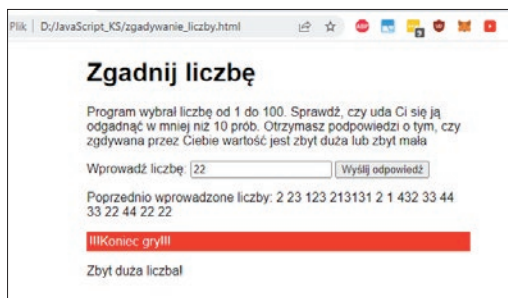 Plik D:/JavaScript_KS/zgadywanie_liczby.html
Zgadnij liczbę
Program wybrał liczbę od 1 do 100. Sprawdź, czy uda Ci się ją
odgadnąć w mniej niż 10 prób. Otrzymasz podpowiedzi o tym, czy
zgdywana przez Ciebie wartość jest zbyt duża lub zbyt mała
Wprowadź liczbę: 22 Wyślij odpowiedź
Poprzednio wprowadzone liczby: 2 23 123 213131 2 1 432 33 44
33 22 44 22 22
!!!Koniec gry!!!
Zbyt duża liczba!